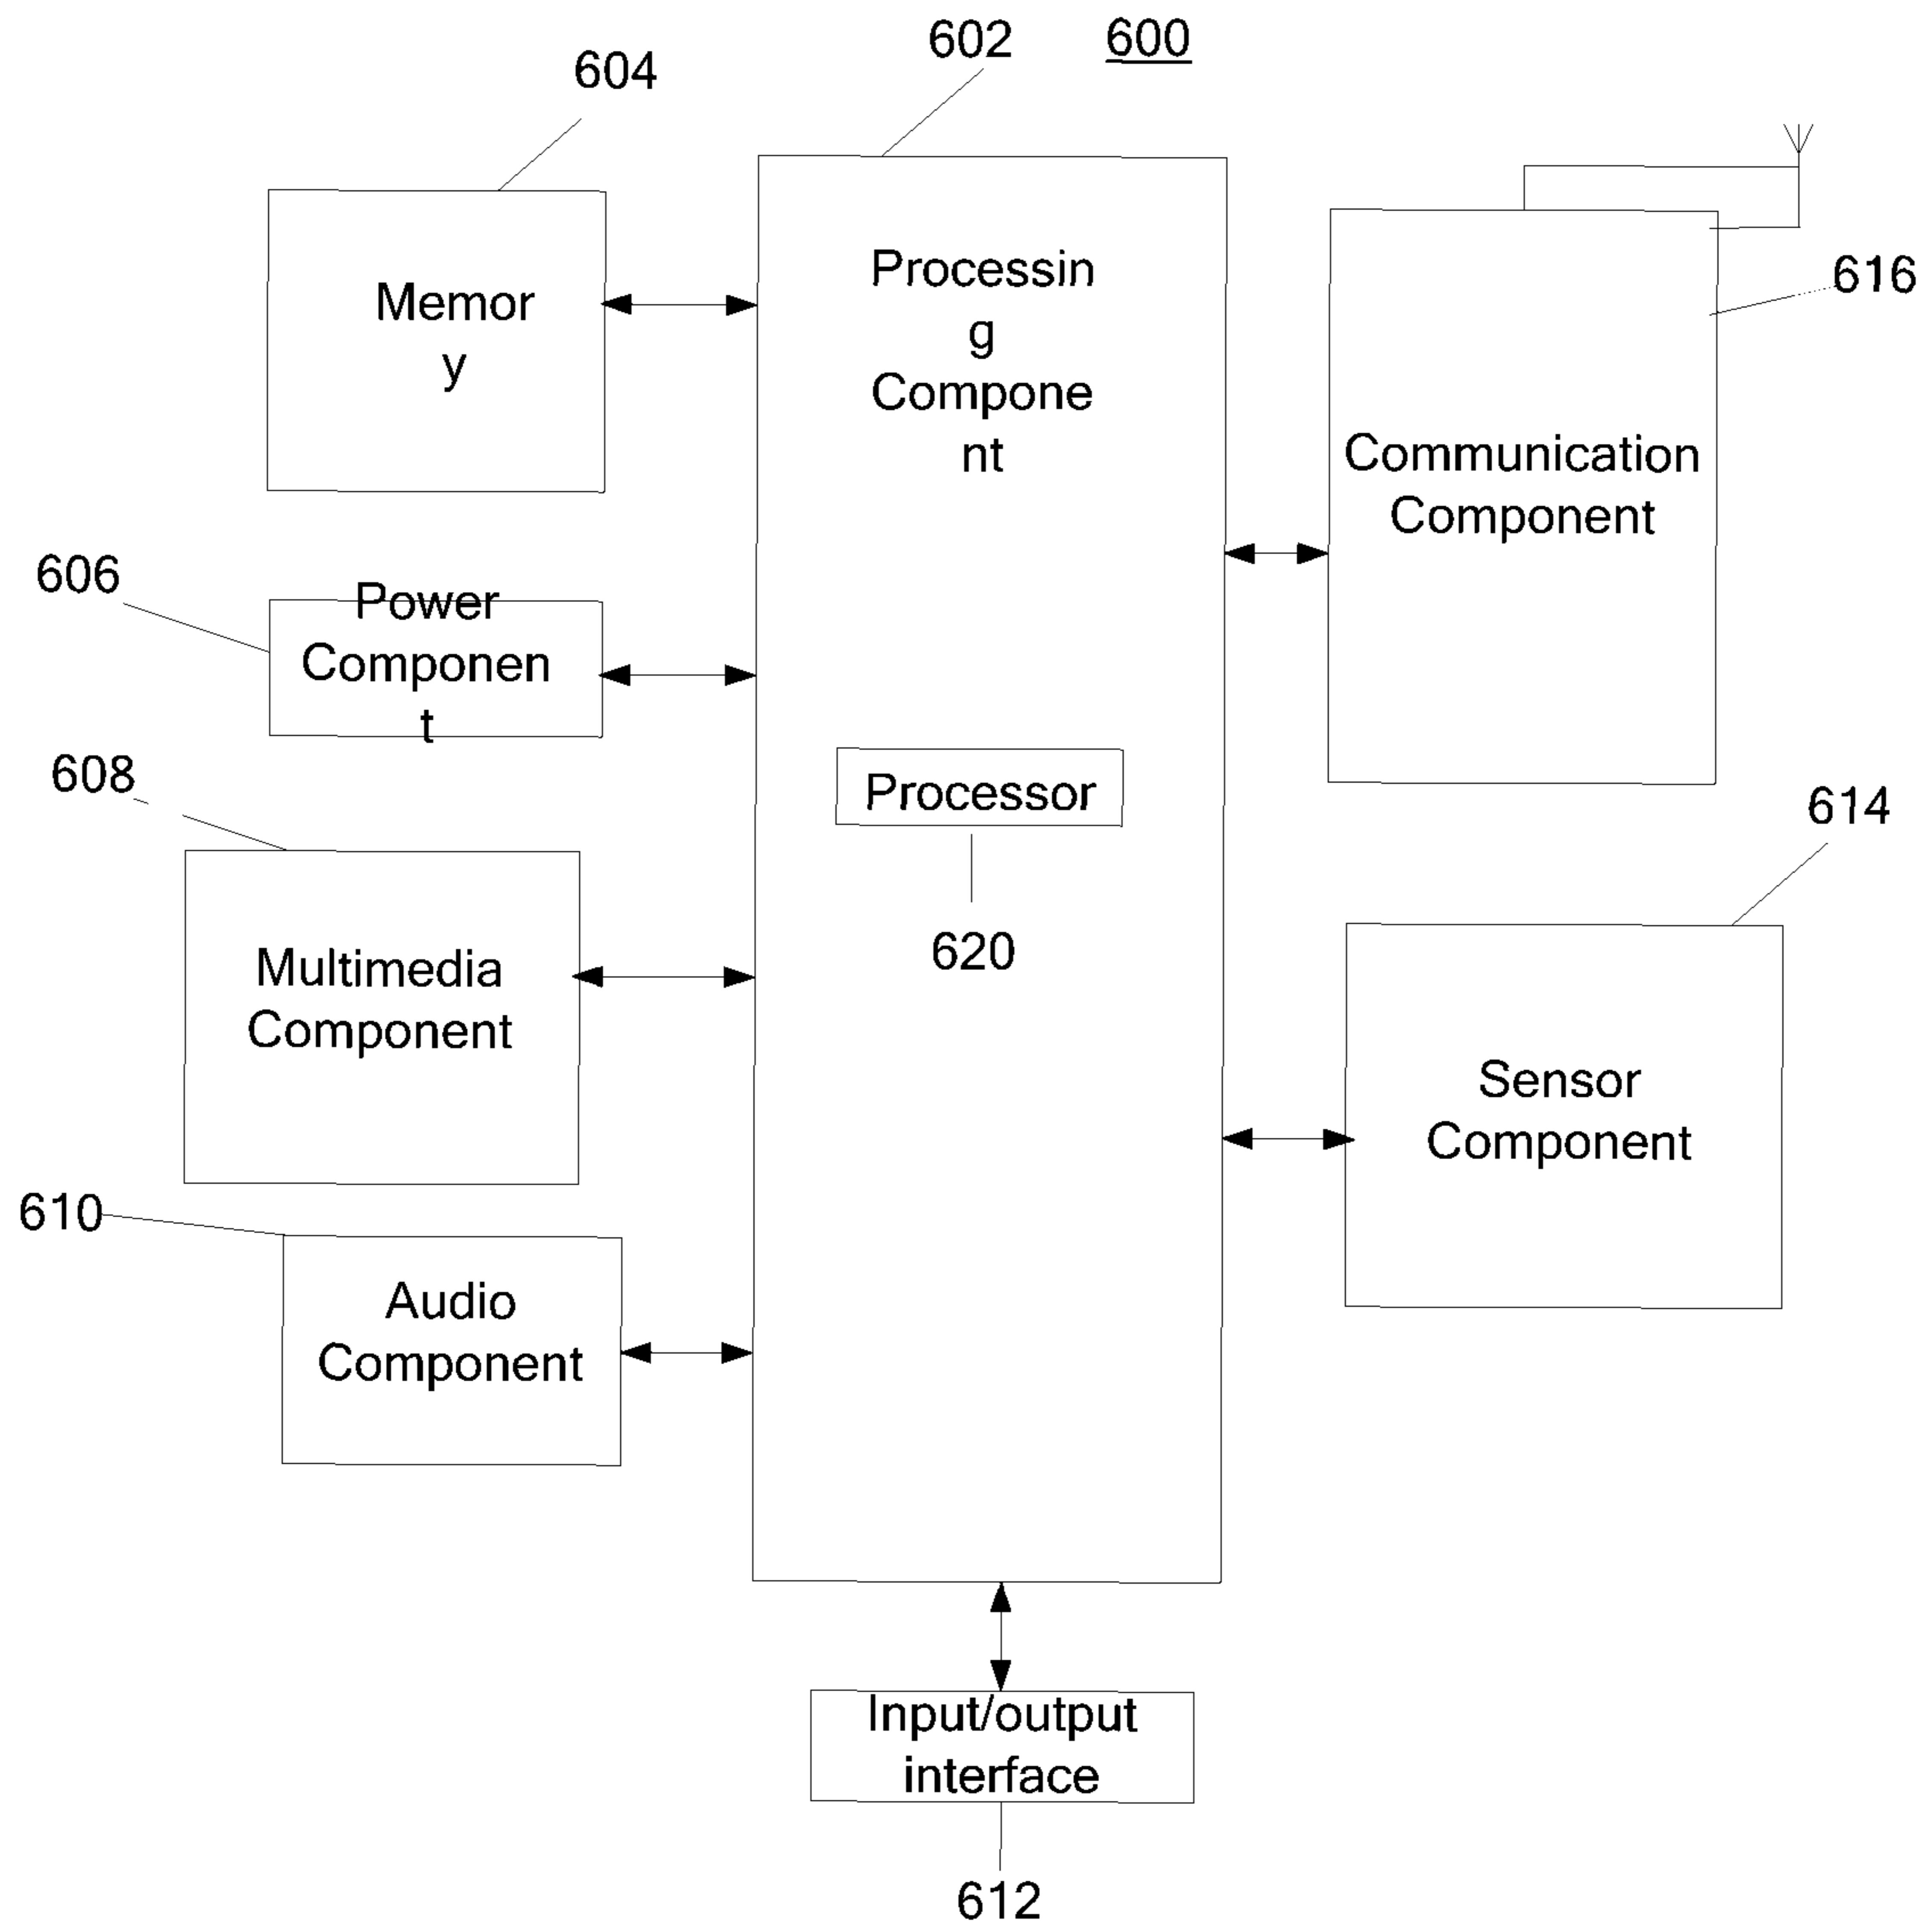 602
600
604
Memor
y
Processin
g
Compone
nt
616
Communication
Component
606
Power
Componen
t
608
Processor
620
614
Multimedia
Component
Sensor
Component
610
Audio
Component
Input/output
interface
612